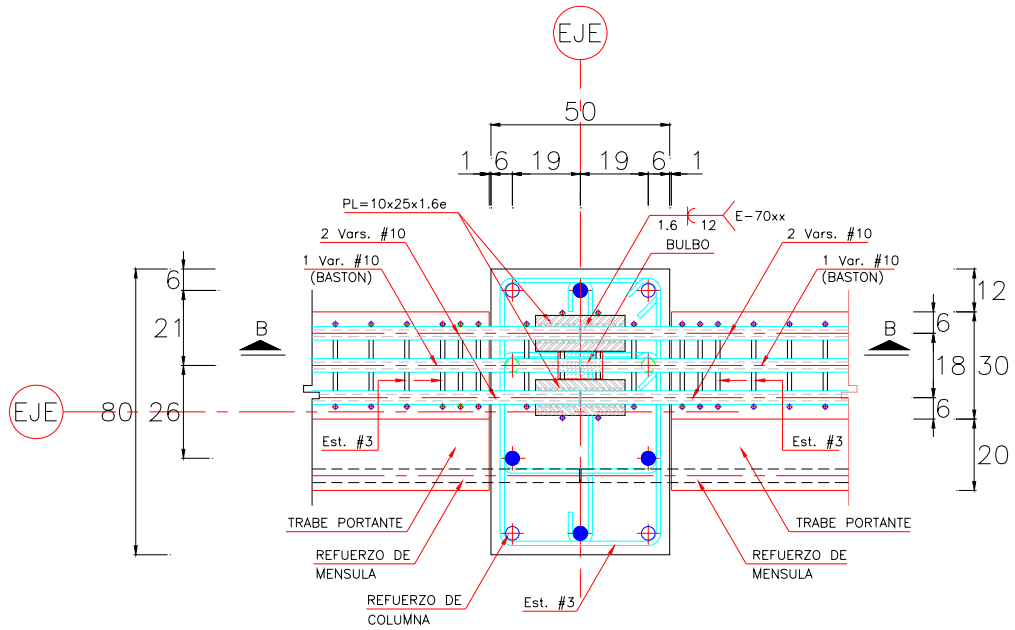 EJE
50
1 6 19 19 6 1
PL=10x25x1.6e
1.6 12 E-70xx
2 Vars. #10
BULBO
2 Vars. #10
1 Var. #10
(BASTON)
1 Var. #10
(BASTON)
6
12
21
6
B
B
18
30
EJE
80
26
6
Est. #3
Est. #3
20
TRABE PORTANTE
TRABE PORTANTE
REFUERZO DE
MENSULA
REFUERZO DE
MENSULA
REFUERZO DE
COLUMNA
Est. #3